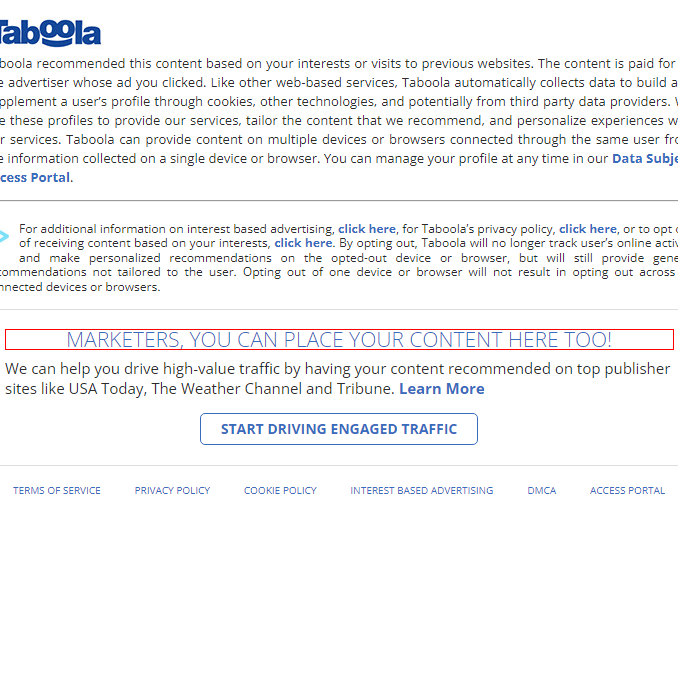 Taboola
boola recommended this content based on your interests or visits to previous websites. The content is paid for
e advertiser whose ad you clicked. Like other web-based services, Taboola automatically collects data to build a
pplement a user's profile through cookies, other technologies, and potentially from third party data providers.
e these profiles to provide our services, tailor the content that we recommend, and personalize experiences w
r services. Taboola can provide content on multiple devices or browsers connected through the same user fr
e information collected on a single device or browser. You can manage your profile at any time in our Data Subje
cess Portal.
For additional information on interest based advertising, click here, for Taboola's privacy policy, click here, or to opt
of receiving content based on your interests, click here. By opting out, Taboola will no longer track user's online activ
and make personalized recommendations on the opted-out device or browser, but will still provide gene
commendations not tailored to the user. Opting out of one device or browser will not result in opting out across
nnected devices or browsers.
MARKETERS, YOU CAN PLACE YOUR CONTENT HERE TOO!
We can help you drive high-value traffic by having your content recommended on top publisher
sites like USA Today, The Weather Channel and Tribune. Learn More
START DRIVING ENGAGED TRAFFIC
TERMS OF SERVICE PRIVACY POLICY COOKIE POLICY INTEREST BASED ADVERTISING DMCA ACCESS PORTAL